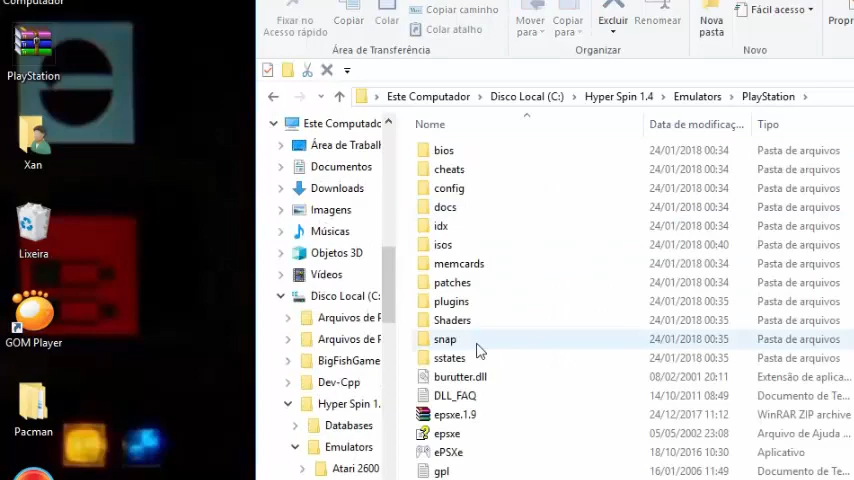 Computador
PlayStation
Xan
Lixeira
GOM Player
Pacman
Fixar no
Acesso rápido
Copiar
Colar
Copiar caminho
Colar atalho
Mover
para
Copiar
para
Excluir
Renomear
Nova
pasta
Fácil acesso
Propr
Área de Transferência
Organizar
Novo
Este Computador > Disco Local (C:) > Hyper Spin 1.4 > Emulators > PlayStation >
Este Computado
Área de Trabal
Documentos
Downloads
Imagens
Músicas
Objetos 3D
Vídeos
Disco Local (C:
Arquivos de F
Arquivos de F
BigFishGame
Dev-Cpp
Hyper Spin 1.
Databases
Emulators
Atari 2600
Nome Data de modificaç... Tipo
bios 24/01/2018 00:34 Pasta de arquivos
cheats 24/01/2018 00:34 Pasta de arquivos
config 24/01/2018 00:34 Pasta de arquivos
docs 24/01/2018 00:34 Pasta de arquivos
idx 24/01/2018 00:34 Pasta de arquivos
isos 24/01/2018 00:40 Pasta de arquivos
memcards 24/01/2018 00:34 Pasta de arquivos
patches 24/01/2018 00:34 Pasta de arquivos
plugins 24/01/2018 00:35 Pasta de arquivos
Shaders 24/01/2018 00:35 Pasta de arquivos
snap 24/01/2018 00:35 Pasta de arquivos
sstates 24/01/2018 00:35 Pasta de arquivos
burutter.dll 08/02/2001 20:11 Extensão de aplica...
DLL_FAQ 14/10/2011 08:49 Documento de Te...
epsxe.1.9 24/12/2017 11:12 WinRAR ZIP archive
epsxe 05/05/2002 23:08 Arquivo de Ajuda ...
ePSXe 18/10/2016 10:30 Aplicativo
gpl 16/01/2006 11:49 Documento de Te...